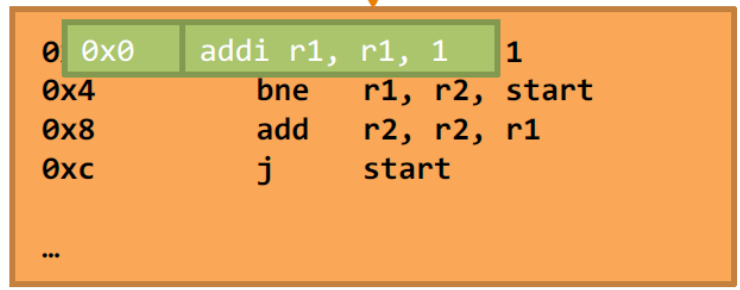 0 0x0 addi r1, r1, 1 1
0x4 bne r1, r2, start
0x8 add r2, r2, r1
0xc j start
…